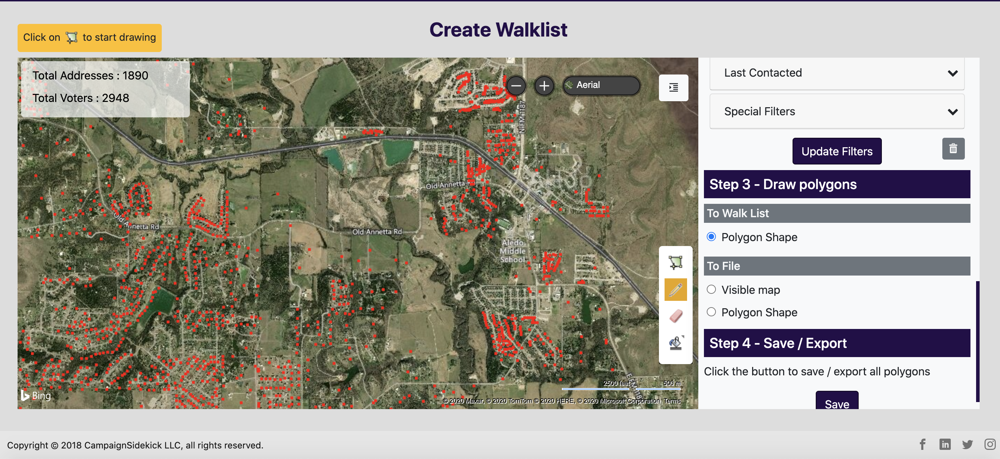 Create Walklist
Click on to start drawing
Total Addresses : 1890
Total Voters : 2948
Aerial
Old Annetta
Old Annetta Rd
Old Annetta Rd
Aledo
Middle
School
2500 feet
500 m
Bing
© 2020 Maxar, © 2020 TomTom © 2020 HERE, © 2020 Microsoft Corporation Terms
Last Contacted
Special Filters
Update Filters
Step 3 - Draw polygons
To Walk List
Polygon Shape
To File
Visible map
Polygon Shape
Step 4 - Save / Export
Click the button to save / export all polygons
Save
Copyright © 2018 CampaignSidekick LLC, all rights reserved.